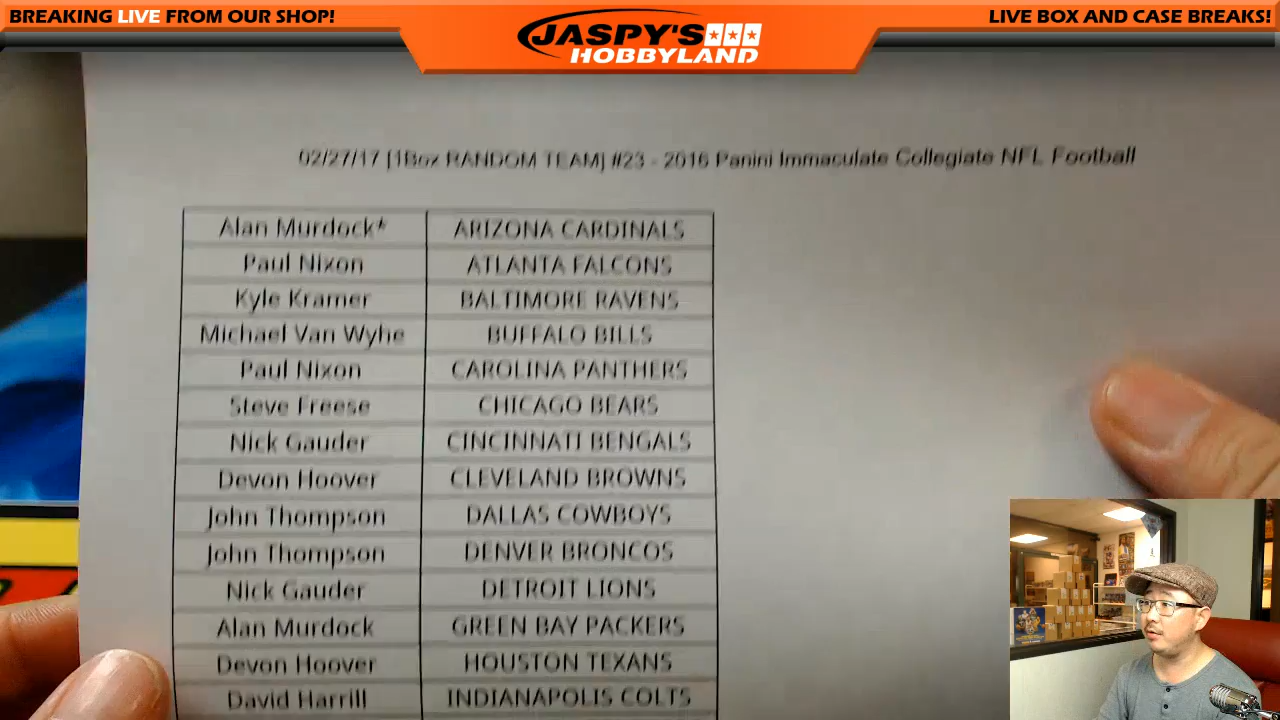 BREAKING LIVE FROM OUR SHOP!
JASPY'S
HOBBYLAND
LIVE BOX AND CASE BREAKS!
02/27/17 [1Box RANDOM TEAM] #23 - 2016 Panini Immaculate Collegiate NFL Football
Alan Murdock* ARIZONA CARDINALS
Paul Nixon ATLANTA FALCONS
Kyle Kramer BALTIMORE RAVENS
Michael Van Wyhe BUFFALO BILLS
Paul Nixon CAROLINA PANTHERS
Steve Freese CHICAGO BEARS
Nick Gauder CINCINNATI BENGALS
Devon Hoover CLEVELAND BROWNS
John Thompson DALLAS COWBOYS
John Thompson DENVER BRONCOS
Nick Gauder DETROIT LIONS
Alan Murdock GREEN BAY PACKERS
Devon Hoover HOUSTON TEXANS
David Harrill INDIANAPOLIS COLTS